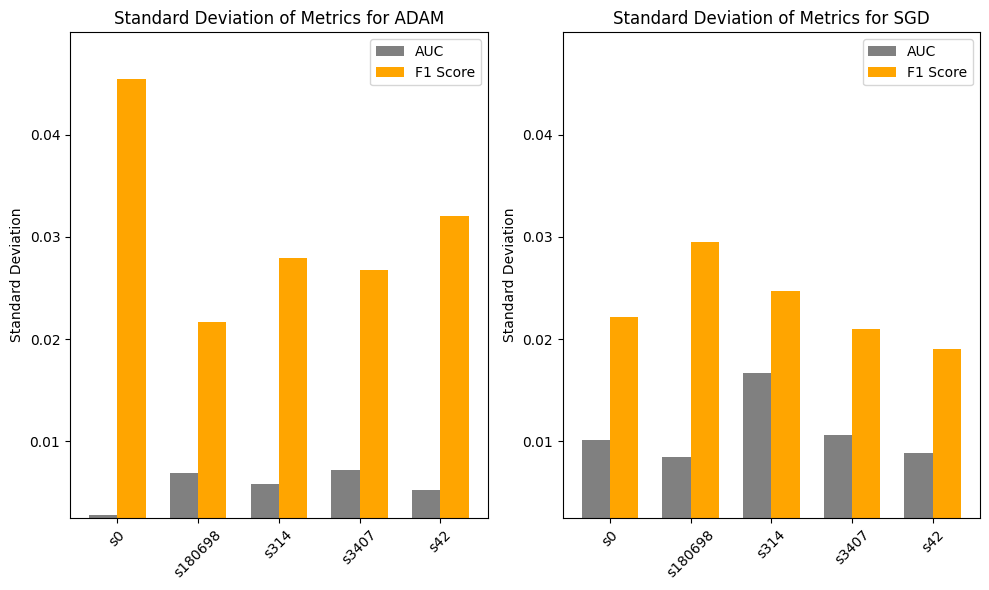 Standard Deviation of Metrics for ADAM
AUC
F1 Score
Standard Deviation
0.04
0.03
0.02
0.01
s0
s180698
s314
s3407
s42
Standard Deviation of Metrics for SGD
AUC
F1 Score
Standard Deviation
0.04
0.03
0.02
0.01
s0
s180698
s314
s3407
s42